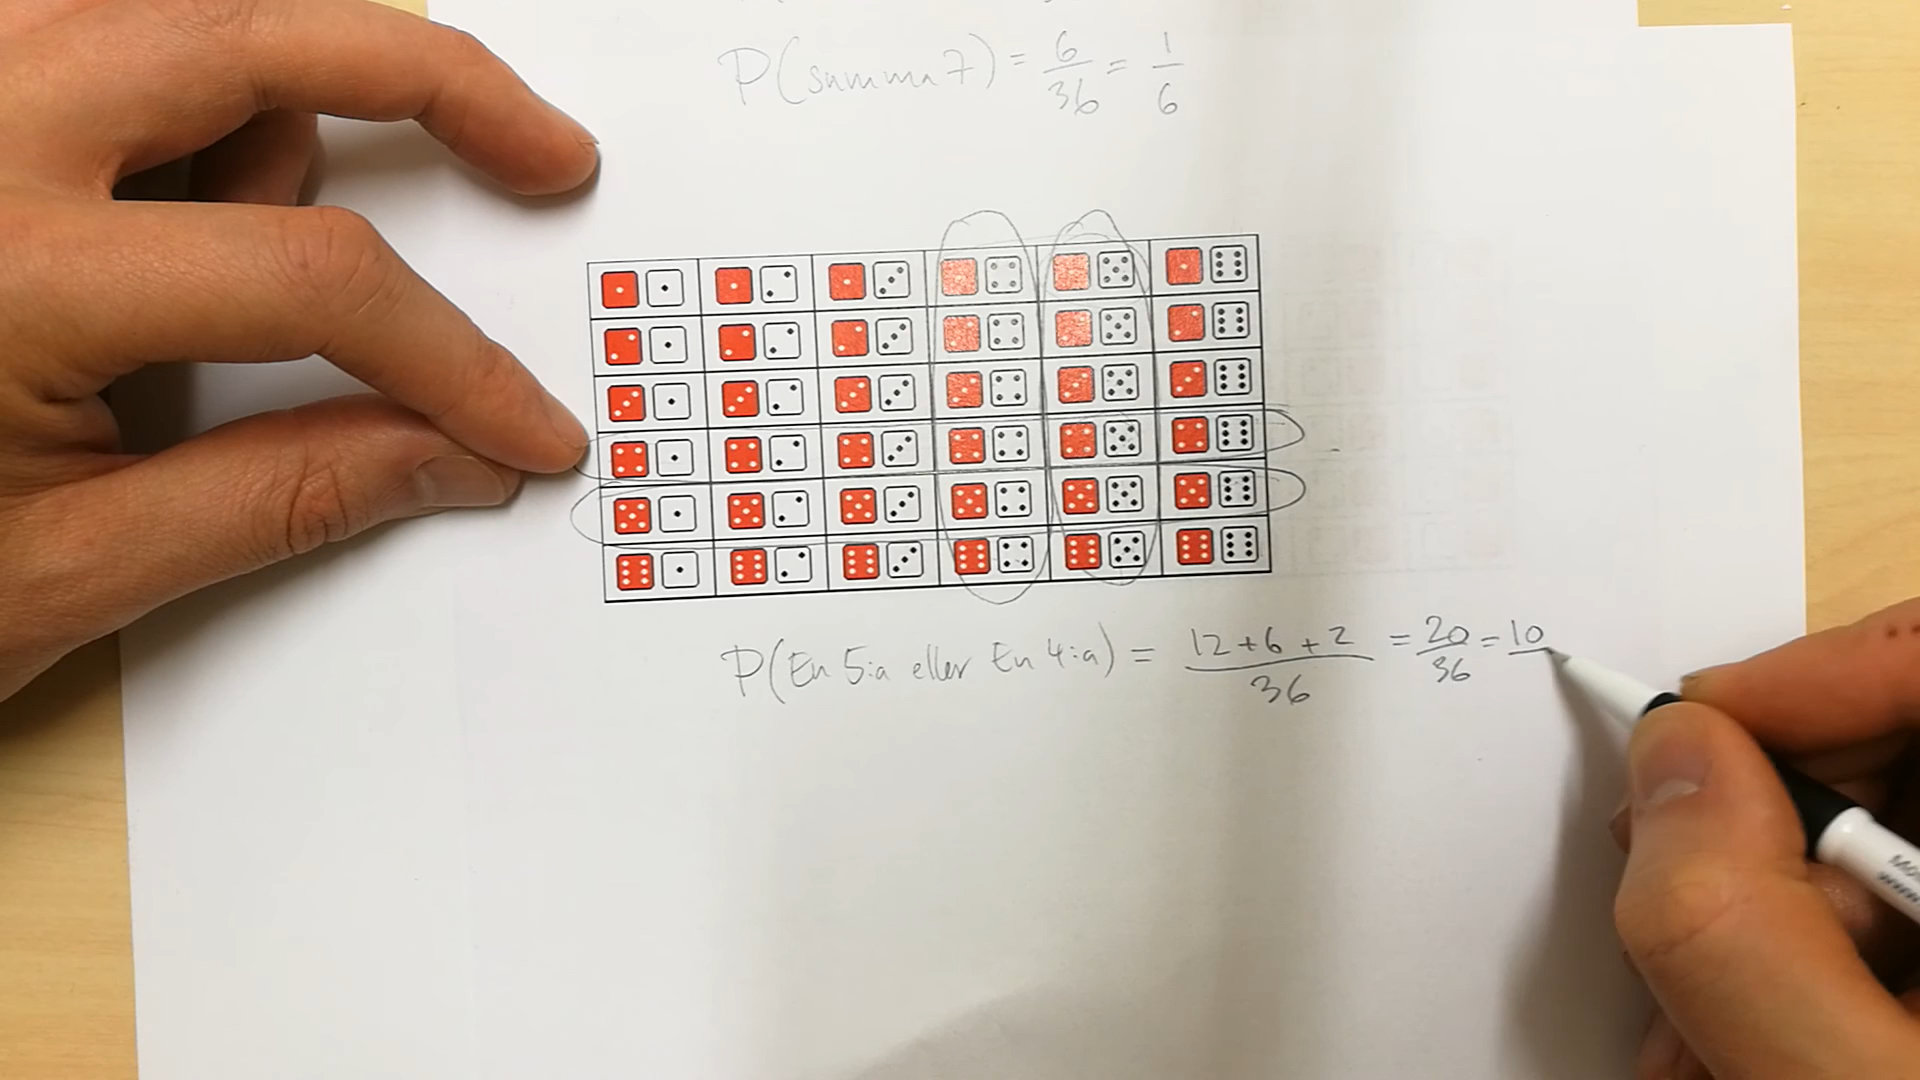 P(summa 7) = 6/36 = 1/6
P(En 5:a eller En 4:a) = 12+6+2/36 = 20/36 = 10